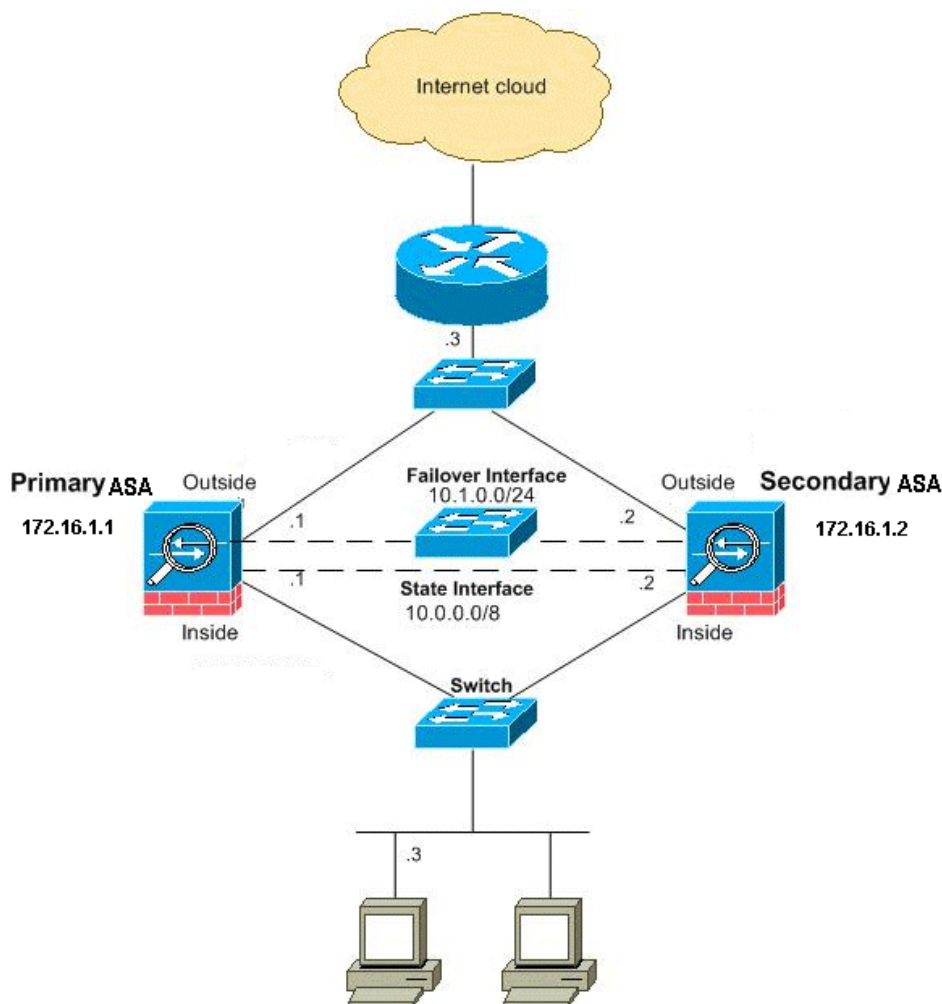 Internet cloud
.3
Primary ASA
172.16.1.1
Outside
Failover Interface
10.1.0.0/24
Outside
Secondary ASA
172.16.1.2
.1
.2
.1
State Interface
10.0.0.0/8
.2
Inside
Inside
Switch
.3